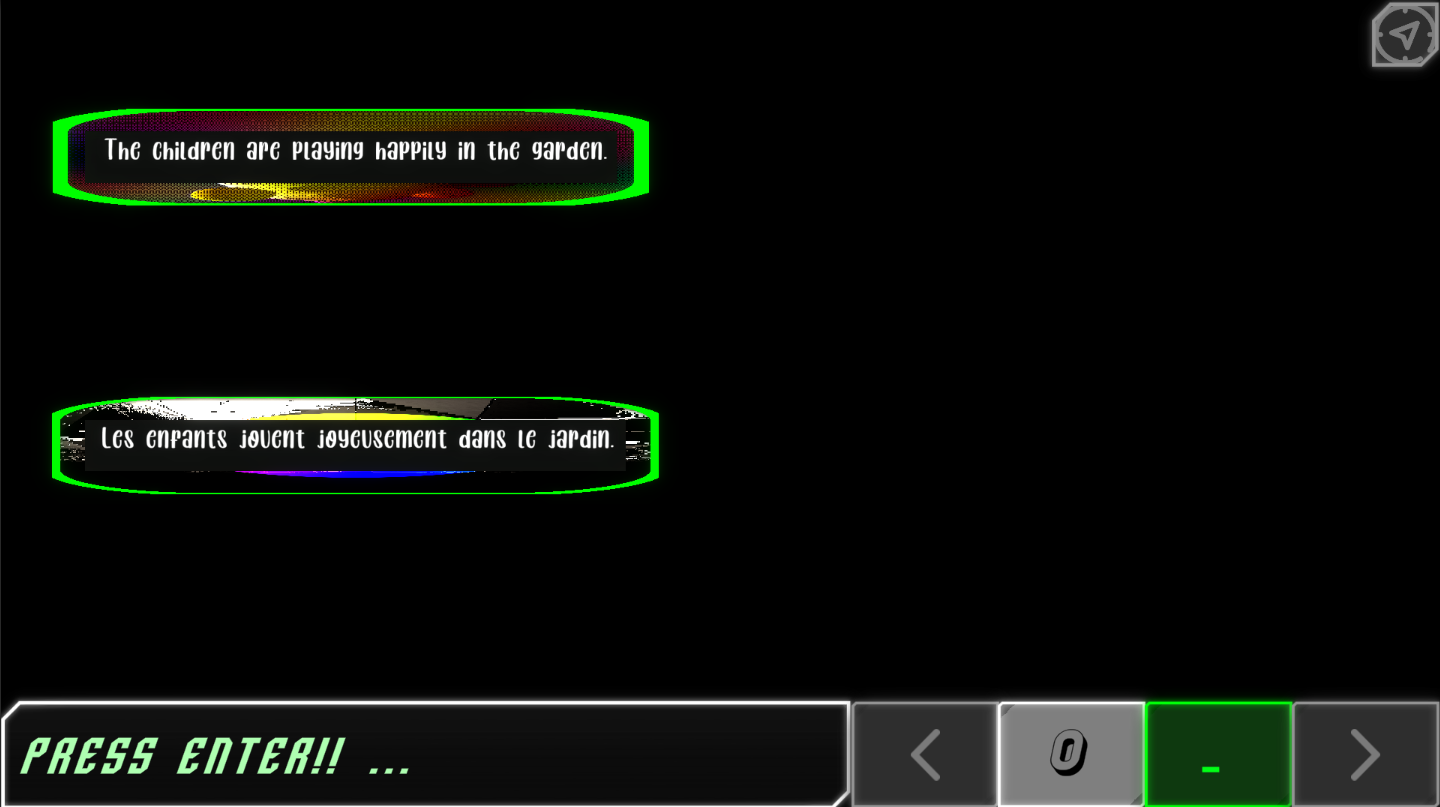 The children are playing happily in the garden.
Les enfants jouent joyeusement dans le jardin.
PRESS ENTER!! ...
0
_